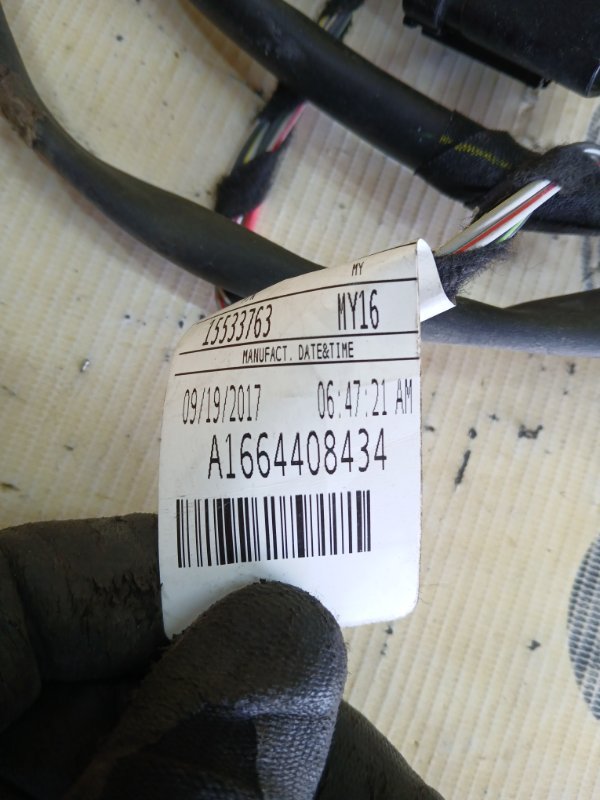 MY
15533763 MY16
MANUFACT. DATE&TIME
09/19/2017 06:47:21 AM
A1664408434